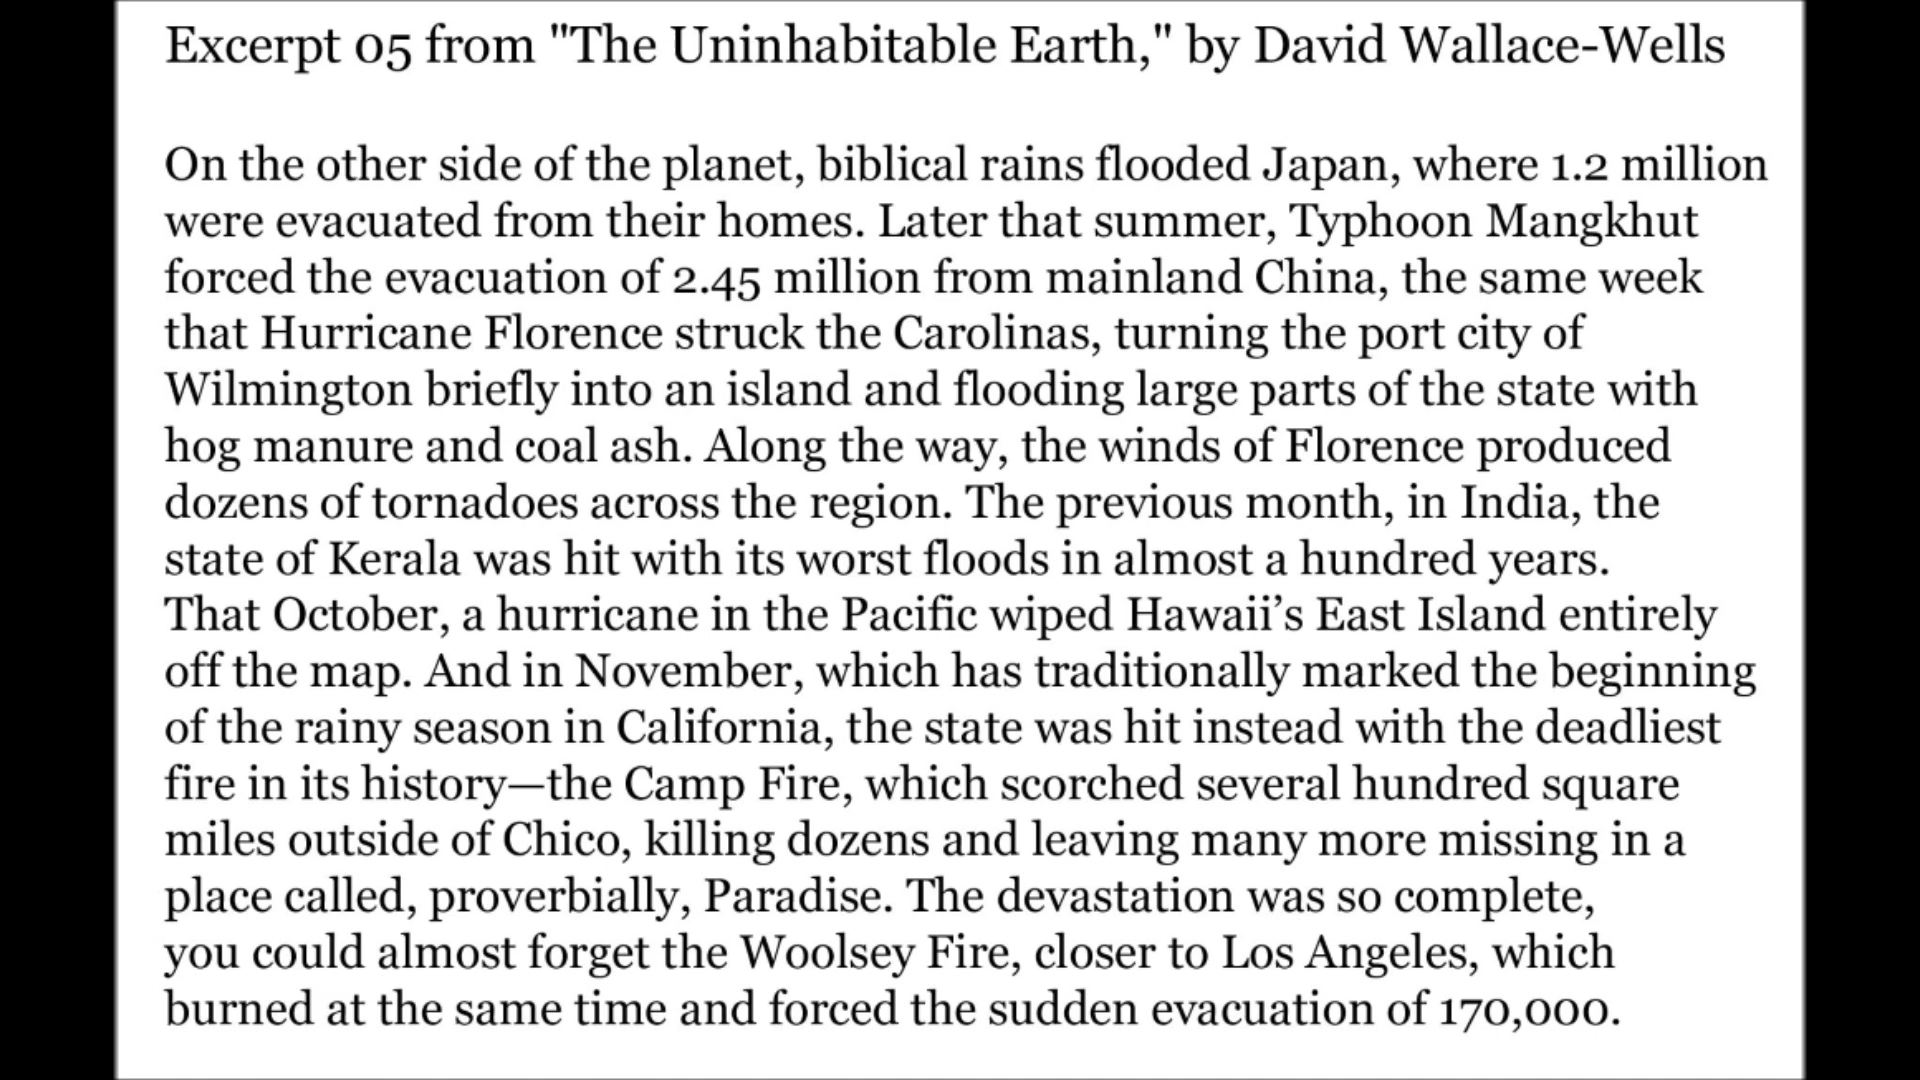 Excerpt 05 from "The Uninhabitable Earth," by David Wallace-Wells
On the other side of the planet, biblical rains flooded Japan, where 1.2 million
were evacuated from their homes. Later that summer, Typhoon Mangkhut
forced the evacuation of 2.45 million from mainland China, the same week
that Hurricane Florence struck the Carolinas, turning the port city of
Wilmington briefly into an island and flooding large parts of the state with
hog manure and coal ash. Along the way, the winds of Florence produced
dozens of tornadoes across the region. The previous month, in India, the
state of Kerala was hit with its worst floods in almost a hundred years.
That October, a hurricane in the Pacific wiped Hawaii’s East Island entirely
off the map. And in November, which has traditionally marked the beginning
of the rainy season in California, the state was hit instead with the deadliest
fire in its history—the Camp Fire, which scorched several hundred square
miles outside of Chico, killing dozens and leaving many more missing in a
place called, proverbially, Paradise. The devastation was so complete,
you could almost forget the Woolsey Fire, closer to Los Angeles, which
burned at the same time and forced the sudden evacuation of 170,000.